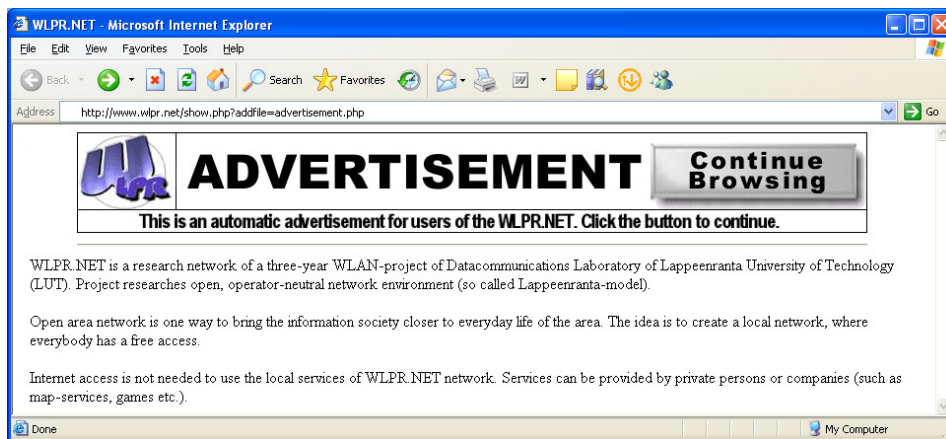 WLPR.NET - Microsoft Internet Explorer
File Edit View Favorites Tools Help
Back Search Favorites
Address http://www.wlpr.net/show.php?addfile=advertisement.php Go
WLPR
ADVERTISEMENT
Continue
Browsing
This is an automatic advertisement for users of the WLPR.NET. Click the button to continue.
WLPR.NET is a research network of a three-year WLAN-project of Datacommunications Laboratory of Lappeenranta University of Technology
(LUT). Project researches open, operator-neutral network environment (so called Lappeenranta-model).
Open area network is one way to bring the information society closer to everyday life of the area. The idea is to create a local network, where
everybody has a free access.
Internet access is not needed to use the local services of WLPR.NET network. Services can be provided by private persons or companies (such as
map-services, games etc.).
Done My Computer